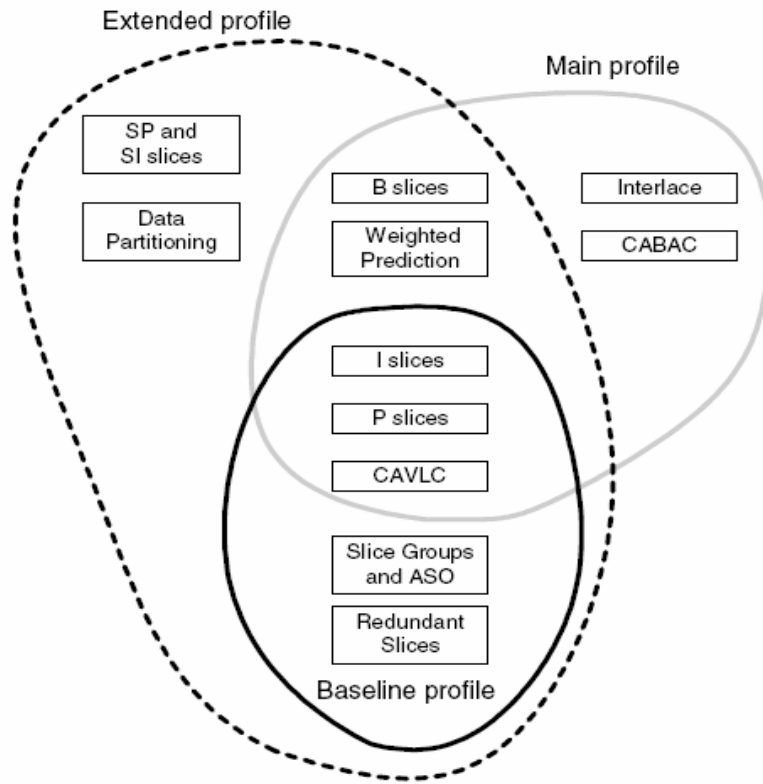 Extended profile
Main profile
SP and
SI slices
Data
Partitioning
B slices
Weighted
Prediction
Interlace
CABAC
I slices
P slices
CAVLC
Slice Groups
and ASO
Redundant
Slices
Baseline profile